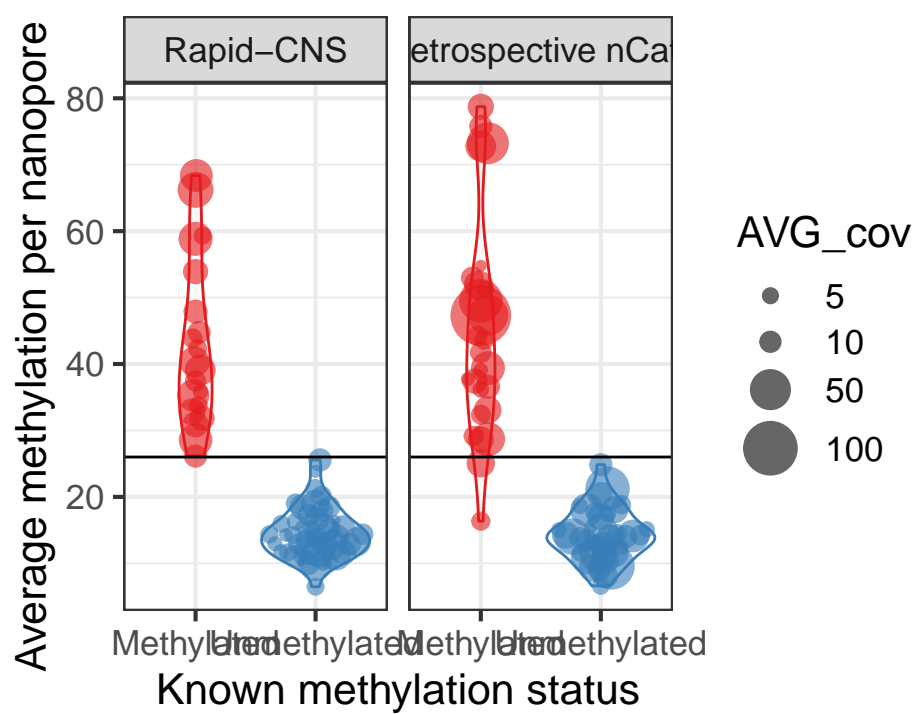 Rapid−CNS
etrospective nCat
Average methylation per nanopore
80
60
40
20
Methylated
Unmethylated
Methylated
Unmethylated
Known methylation status
AVG_cov
5
10
50
100